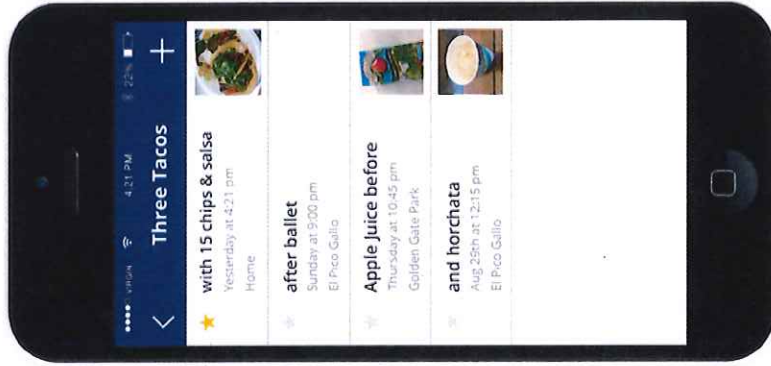 VIRGIN 4:21 PM 22%
Three Tacos
with 15 chips & salsa
Yesterday at 4:21 pm
Home
after ballet
Sunday at 9:00 pm
El Pico Gallo
Apple Juice before
Thursday at 10:45 pm
Golden Gate Park
and horchata
Aug 29th at 12:15 pm
El Pico Gallo